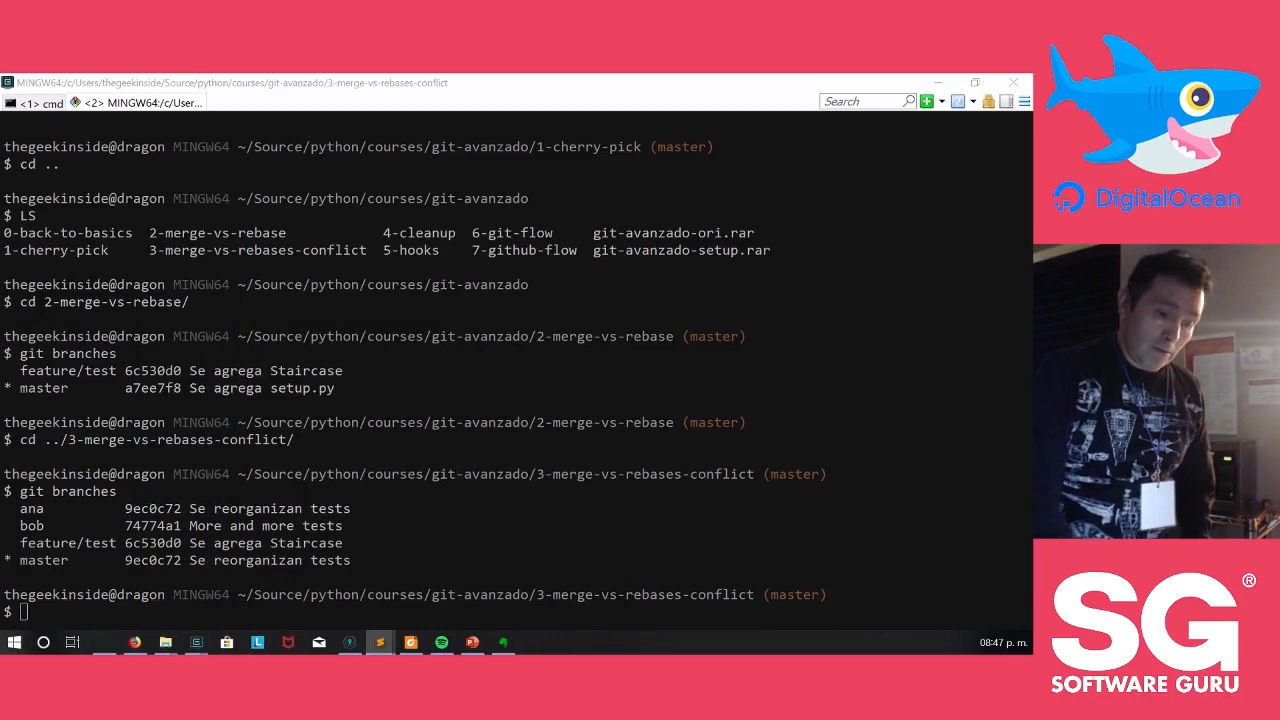 MINGW64:/c/Users/thegeekinside/Source/python/courses/git-avanzado/3-merge-vs-rebases-conflict
<1> cmd
<2> MINGW64:/c/User...
Search
thegeekinside@dragon MINGW64 ~/Source/python/courses/git-avanzado/1-cherry-pick (master)
$ cd ..
thegeekinside@dragon MINGW64 ~/Source/python/courses/git-avanzado
$ LS
0-back-to-basics 2-merge-vs-rebase 4-cleanup 6-git-flow git-avanzado-ori.rar
1-cherry-pick 3-merge-vs-rebases-conflict 5-hooks 7-github-flow git-avanzado-setup.rar
thegeekinside@dragon MINGW64 ~/Source/python/courses/git-avanzado
$ cd 2-merge-vs-rebase/
thegeekinside@dragon MINGW64 ~/Source/python/courses/git-avanzado/2-merge-vs-rebase (master)
$ git branches
feature/test 6c530d0 Se agrega Staircase
* master a7ee7f8 Se agrega setup.py
thegeekinside@dragon MINGW64 ~/Source/python/courses/git-avanzado/2-merge-vs-rebase (master)
$ cd ../3-merge-vs-rebases-conflict/
thegeekinside@dragon MINGW64 ~/Source/python/courses/git-avanzado/3-merge-vs-rebases-conflict (master)
$ git branches
ana 9ec0c72 Se reorganizan tests
bob 74774a1 More and more tests
feature/test 6c530d0 Se agrega Staircase
* master 9ec0c72 Se reorganizan tests
thegeekinside@dragon MINGW64 ~/Source/python/courses/git-avanzado/3-merge-vs-rebases-conflict (master)
$
08:47 p. m.
DigitalOcean
SG®
SOFTWARE GURU